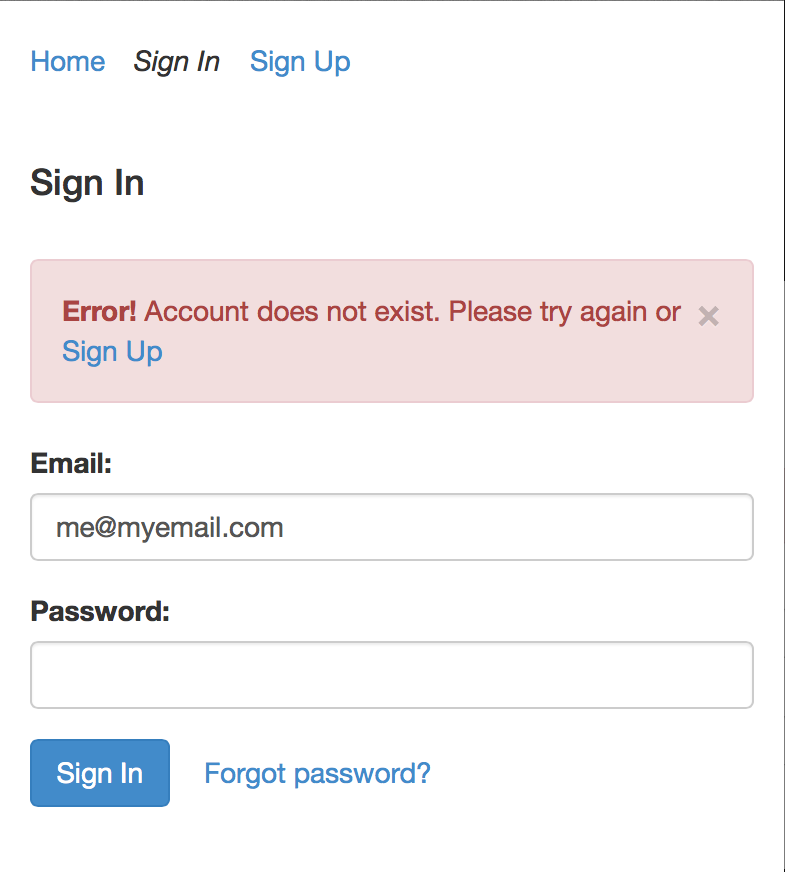 Home Sign In Sign Up
Sign In
Error! Account does not exist. Please try again or ×
Sign Up
Email:
me@myemail.com
Password:
Sign In Forgot password?